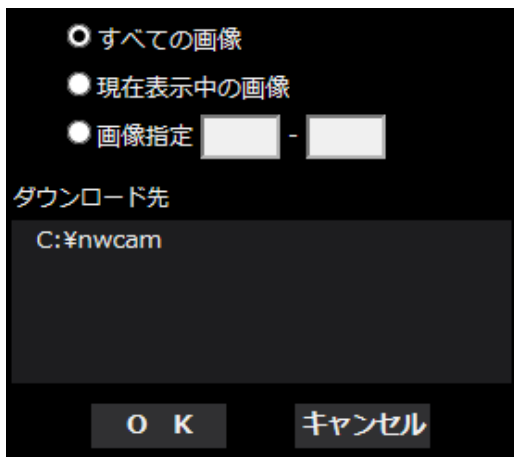 すべての画像
現在表示中の画像
画像指定 -
ダウンロード先
C:¥nwcam
O K キャンセル